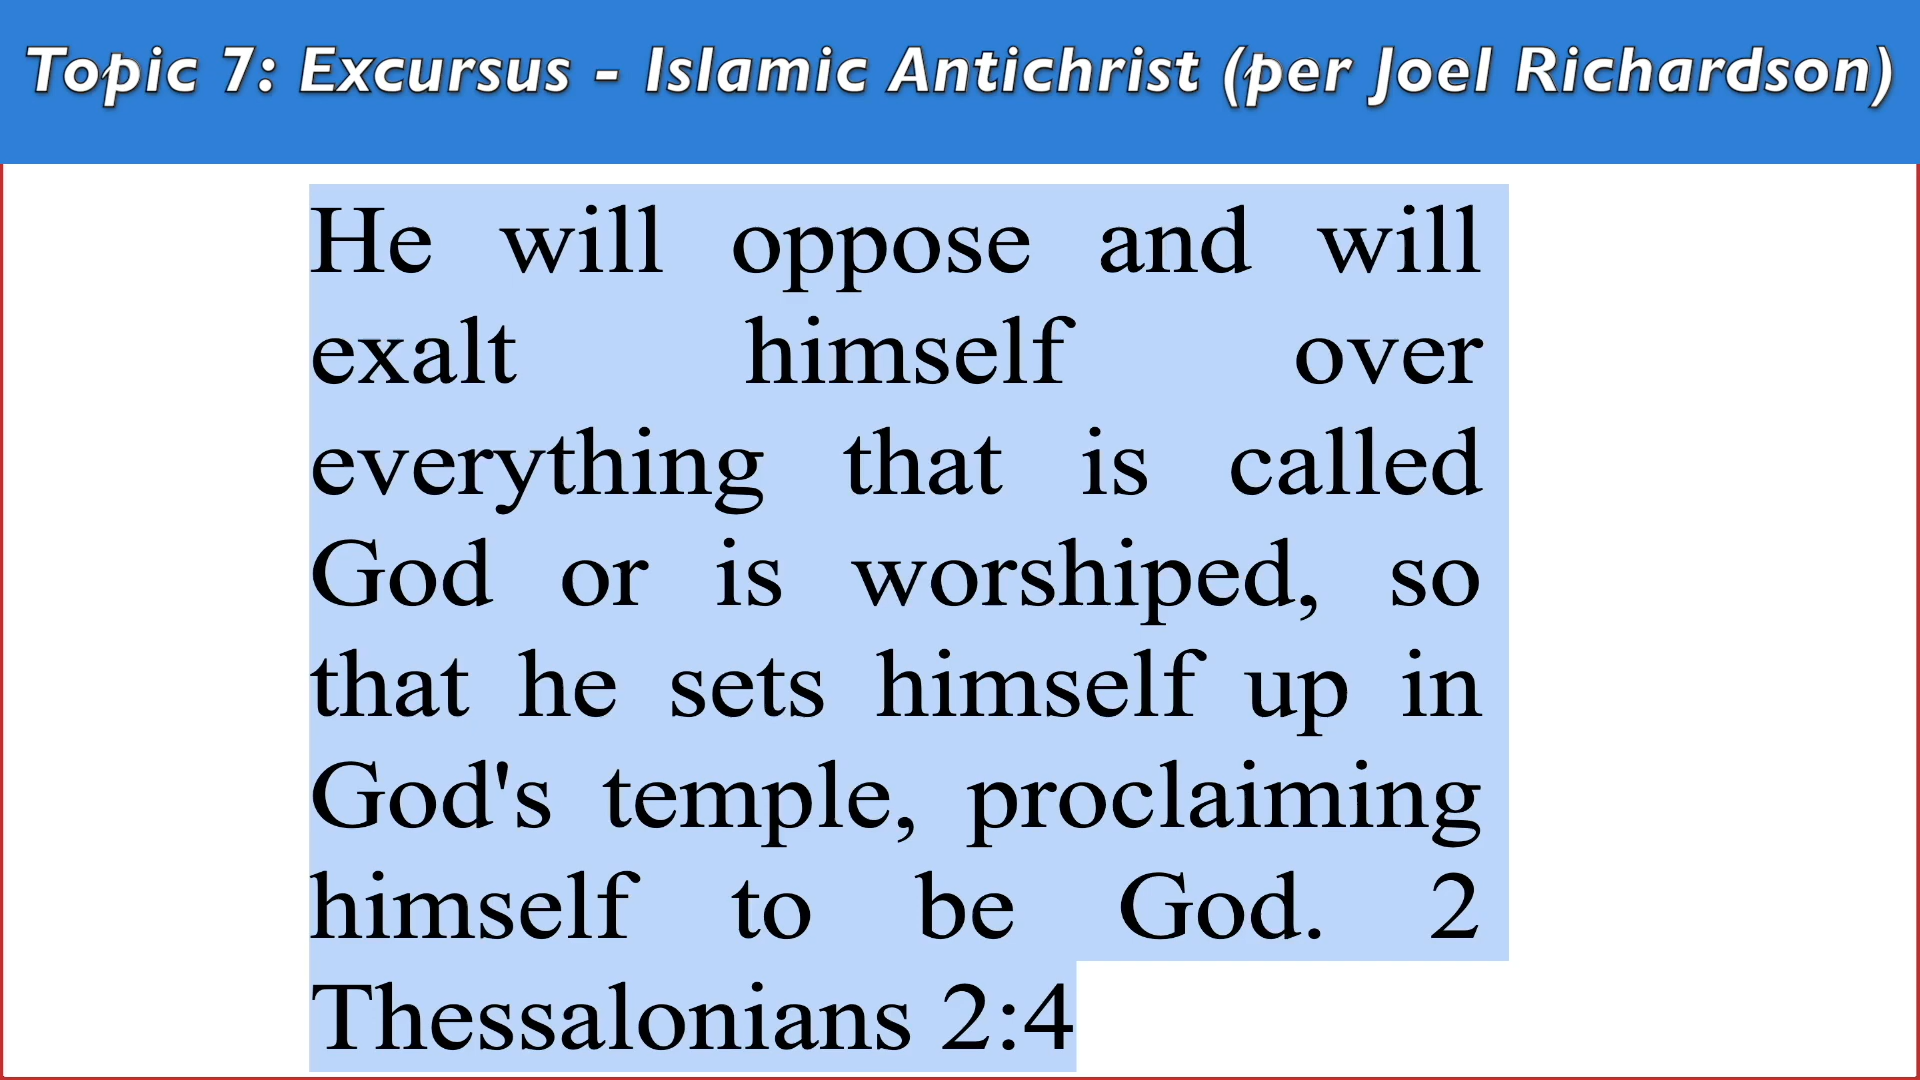 Topic 7: Excursus - Islamic Antichrist (per Joel Richardson)
He will oppose and will
exalt himself over
everything that is called
God or is worshiped, so
that he sets himself up in
God's temple, proclaiming
himself to be God. 2
Thessalonians 2:4